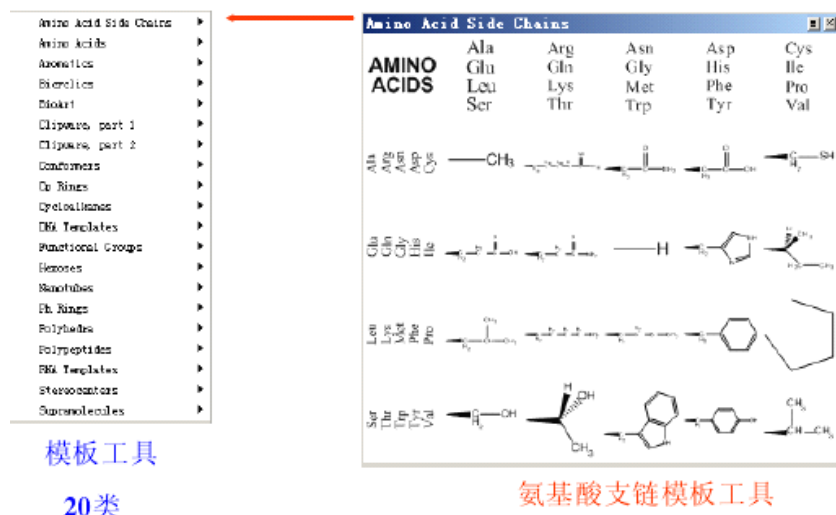 Amino Acid Side Chains
Amino Acids
Aromatics
Bicyclics
Bioart
Clipware, part 1
Clipware, part 2
Conformers
Cp Rings
Cycloalkanes
DNA Templates
Functional Groups
Hexoses
Nanotubes
Ph Rings
Polyhedra
Polypeptides
RNA Templates
Stereocenters
Supramolecules
模板工具
20类
Amino Acid Side Chains
AMINO ACIDS
Ala Arg Asn Asp Cys
Glu Gln Gly His Ile
Leu Lys Met Phe Pro
Ser Thr Trp Tyr Val
Ala Arg Asn Asp Cys
CH3
O
NH2
O
OH
SH
Glu Gln Gly His Ile
H
CH3
Leu Lys Met Phe Pro
Ser Thr Trp Tyr Val
OH
H
OH
CH3
CH3
CH
CH3
氨基酸支链模板工具